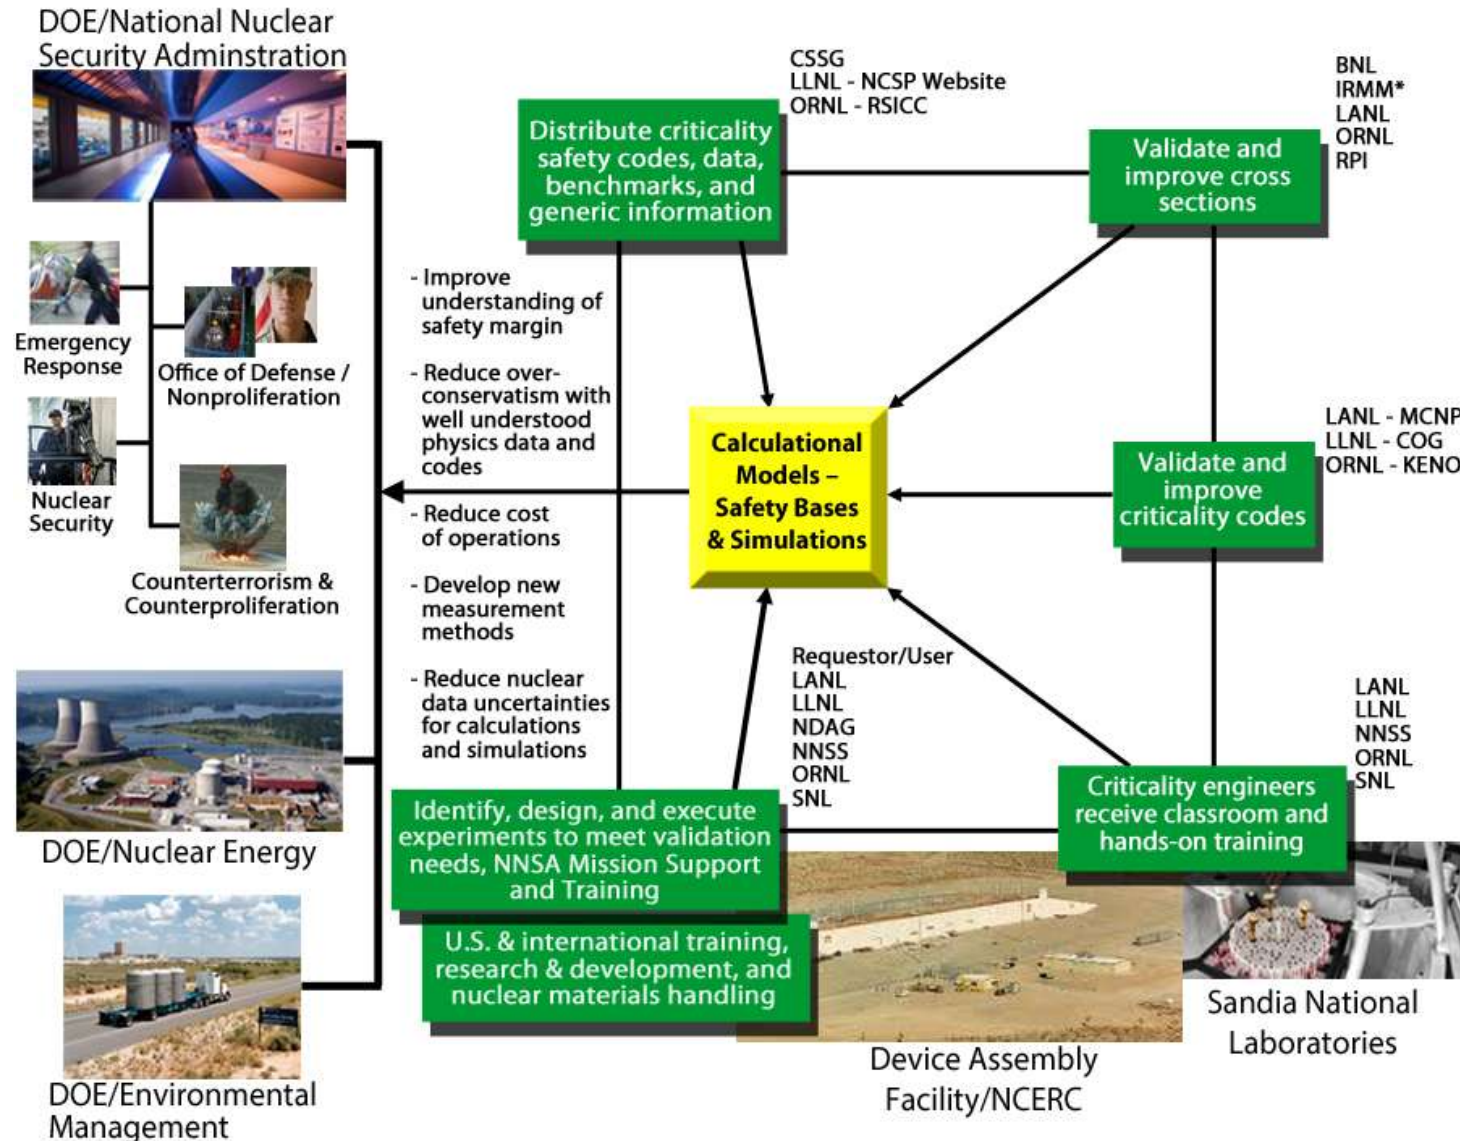 DOE/National Nuclear
Security Adminstration
Emergency
Response
Office of Defense /
Nonproliferation
Nuclear
Security
Counterterrorism &
Counterproliferation
DOE/Nuclear Energy
DOE/Environmental
Management
- Improve
understanding of
safety margin
- Reduce over-
conservatism with
well understood
physics data and
codes
- Reduce cost
of operations
- Develop new
measurement
methods
- Reduce nuclear
data uncertainties
for calculations
and simulations
CSSG
LLNL - NCSP Website
ORNL - RSICC
Distribute criticality
safety codes, data,
benchmarks, and
generic information
BNL
IRMM*
LANL
ORNL
RPI
Validate and
improve cross
sections
Calculational
Models –
Safety Bases
& Simulations
LANL - MCNP
LLNL - COG
ORNL - KENO
Validate and
improve
criticality codes
Requestor/User
LANL
LLNL
NDAG
NNSS
ORNL
SNL
Identify, design, and execute
experiments to meet validation
needs, NNSA Mission Support
and Training
U.S. & international training,
research & development, and
nuclear materials handling
LANL
LLNL
NNSS
ORNL
SNL
Criticality engineers
receive classroom and
hands-on training
Device Assembly
Facility/NCERC
Sandia National
Laboratories